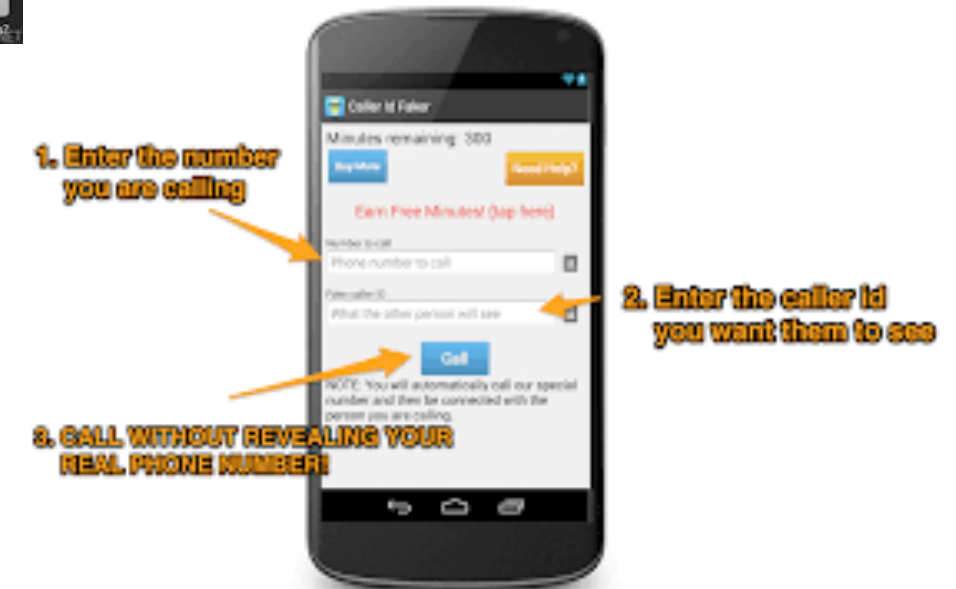 Caller Id Faker
Minutes remaining: 300
Buy More
Need Help?
Earn Free Minutes! (tap here)
1. Enter the number
you are calling
Number to call
Phone number to call
Fake caller ID
What the other person will see
2. Enter the caller id
you want them to see
Call
NOTE: You will automatically call our special
number and then be connected with the
person you are calling.
3. CALL WITHOUT REVEALING YOUR
REAL PHONE NUMBER!